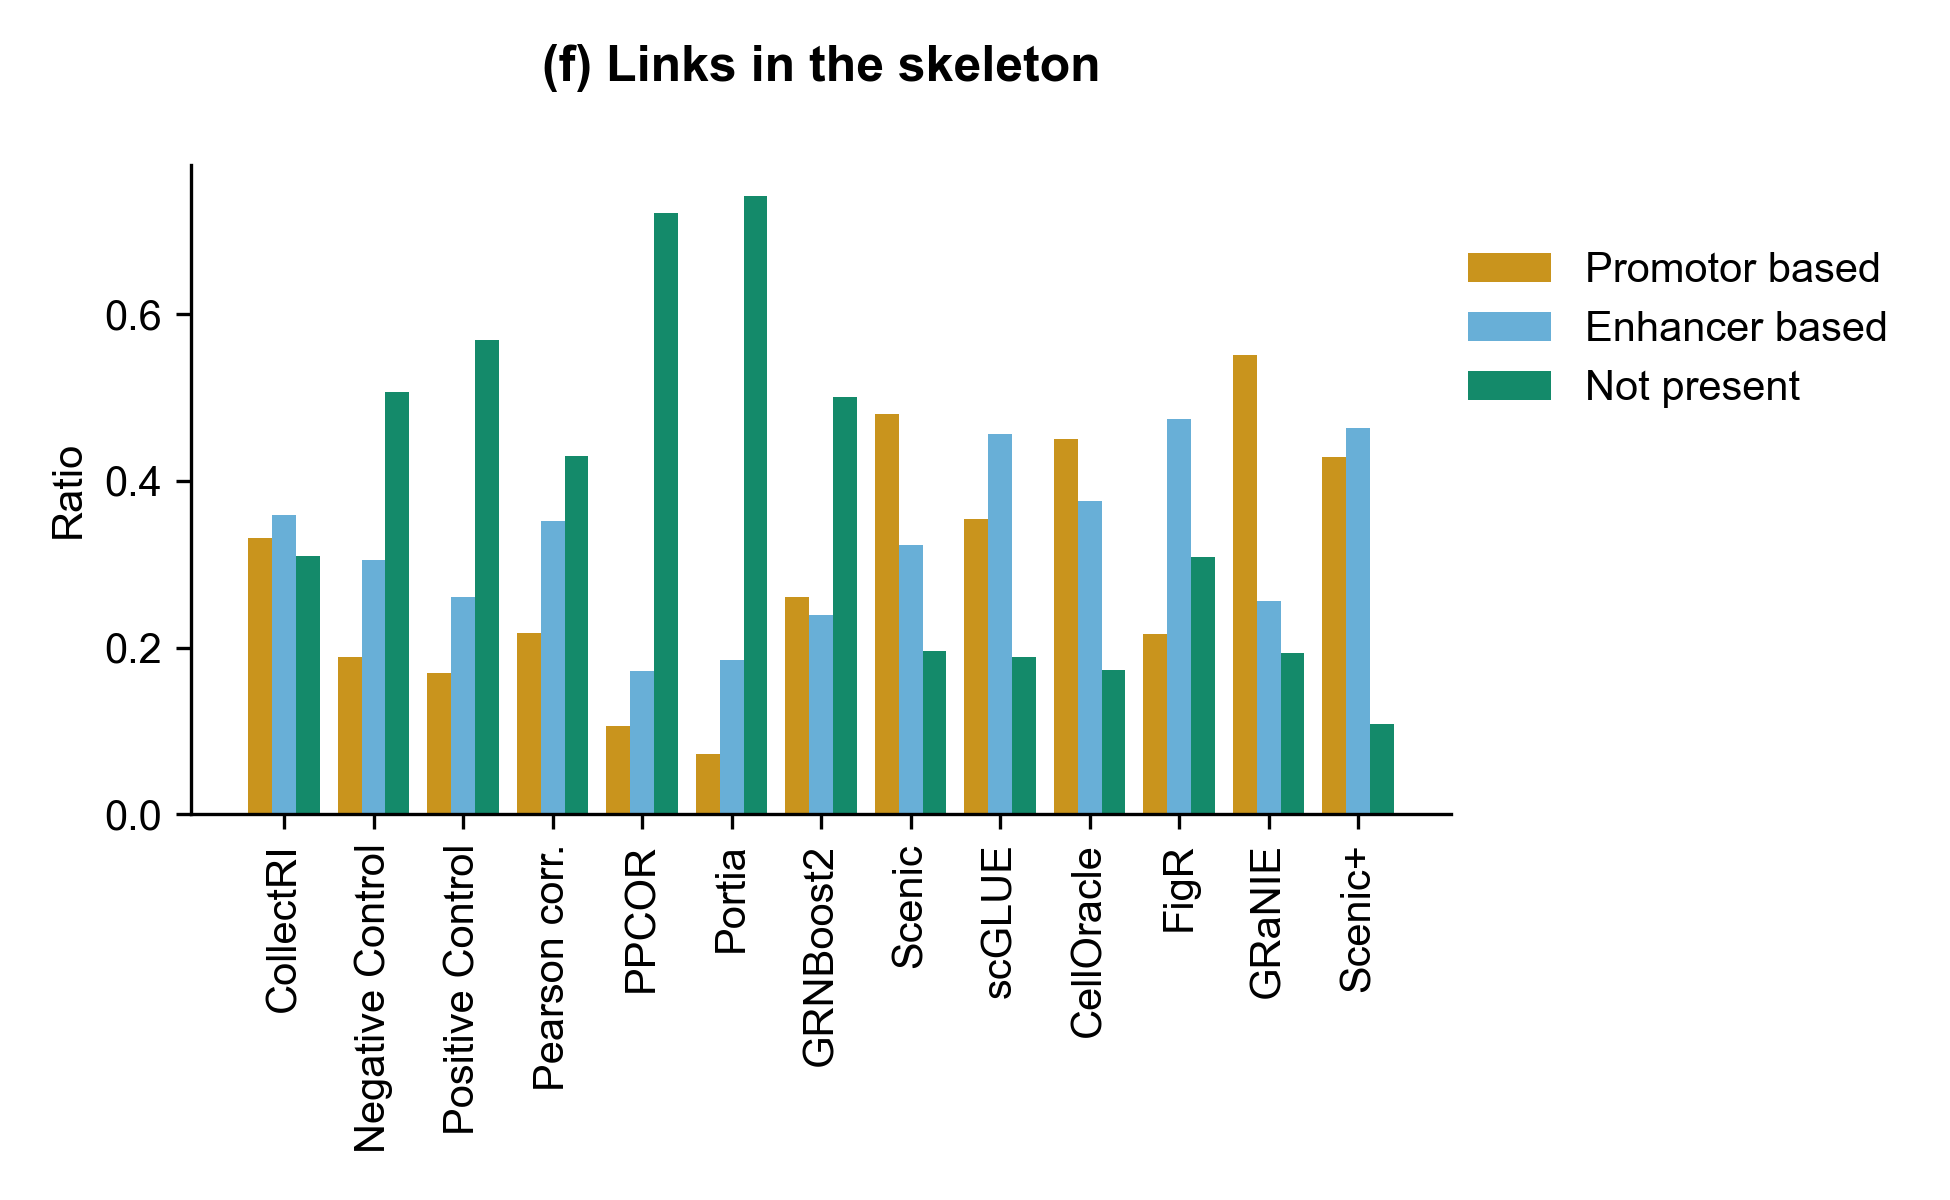 (f) Links in the skeleton
Ratio
0.6
0.4
0.2
0.0
Promotor based
Enhancer based
Not present
CollectRI
Negative Control
Positive Control
Pearson corr.
PPCOR
Portia
GRNBoost2
Scenic
scGLUE
CellOracle
FigR
GRaNIE
Scenic+